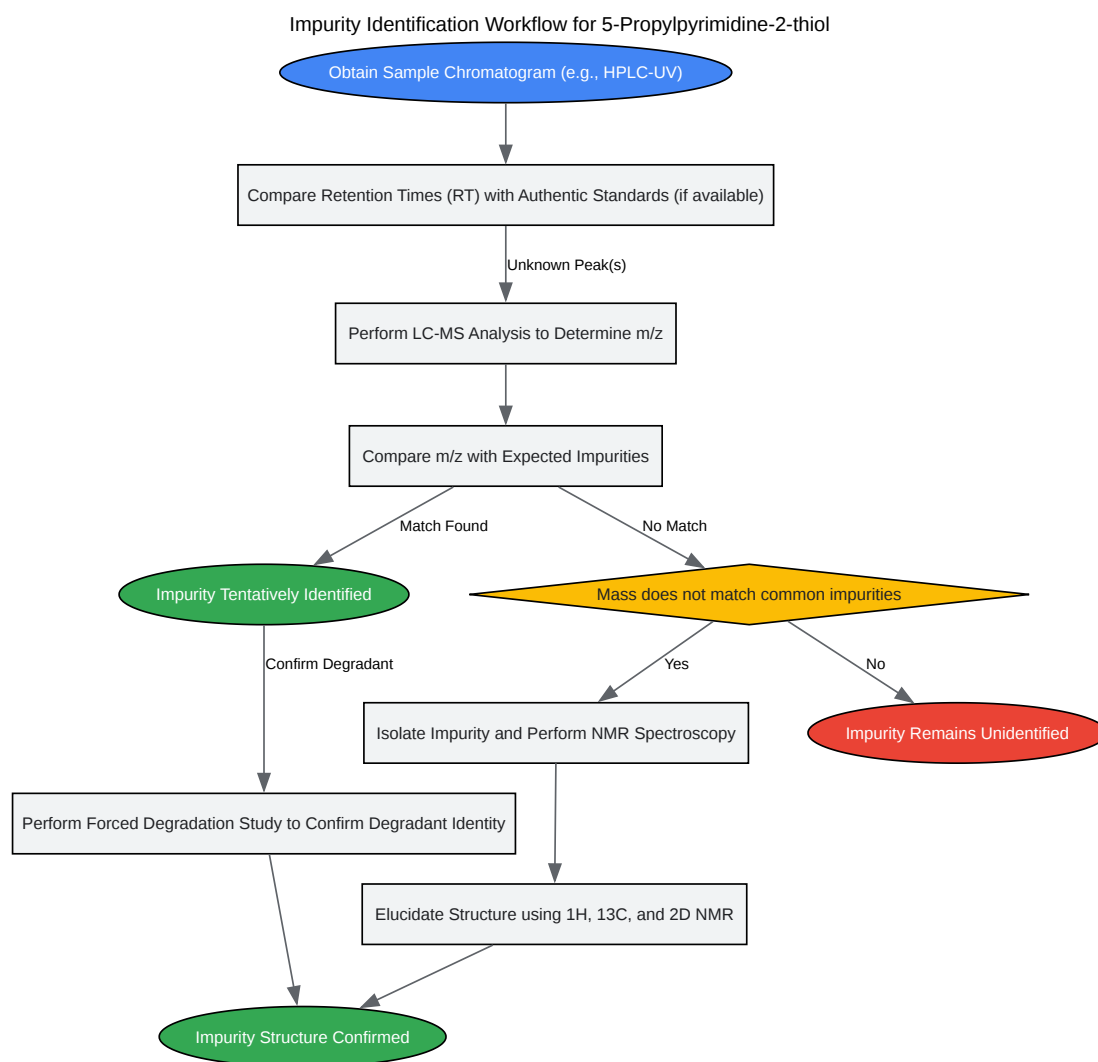 Impurity Identification Workflow for 5-Propylpyrimidine-2-thiol
Obtain Sample Chromatogram (e.g., HPLC-UV)
Compare Retention Times (RT) with Authentic Standards (if available)
Unknown Peak(s)
Perform LC-MS Analysis to Determine m/z
Compare m/z with Expected Impurities
Match Found
No Match
Impurity Tentatively Identified
Mass does not match common impurities
Confirm Degradant
Yes
No
Isolate Impurity and Perform NMR Spectroscopy
Impurity Remains Unidentified
Perform Forced Degradation Study to Confirm Degradant Identity
Elucidate Structure using 1H, 13C, and 2D NMR
Impurity Structure Confirmed